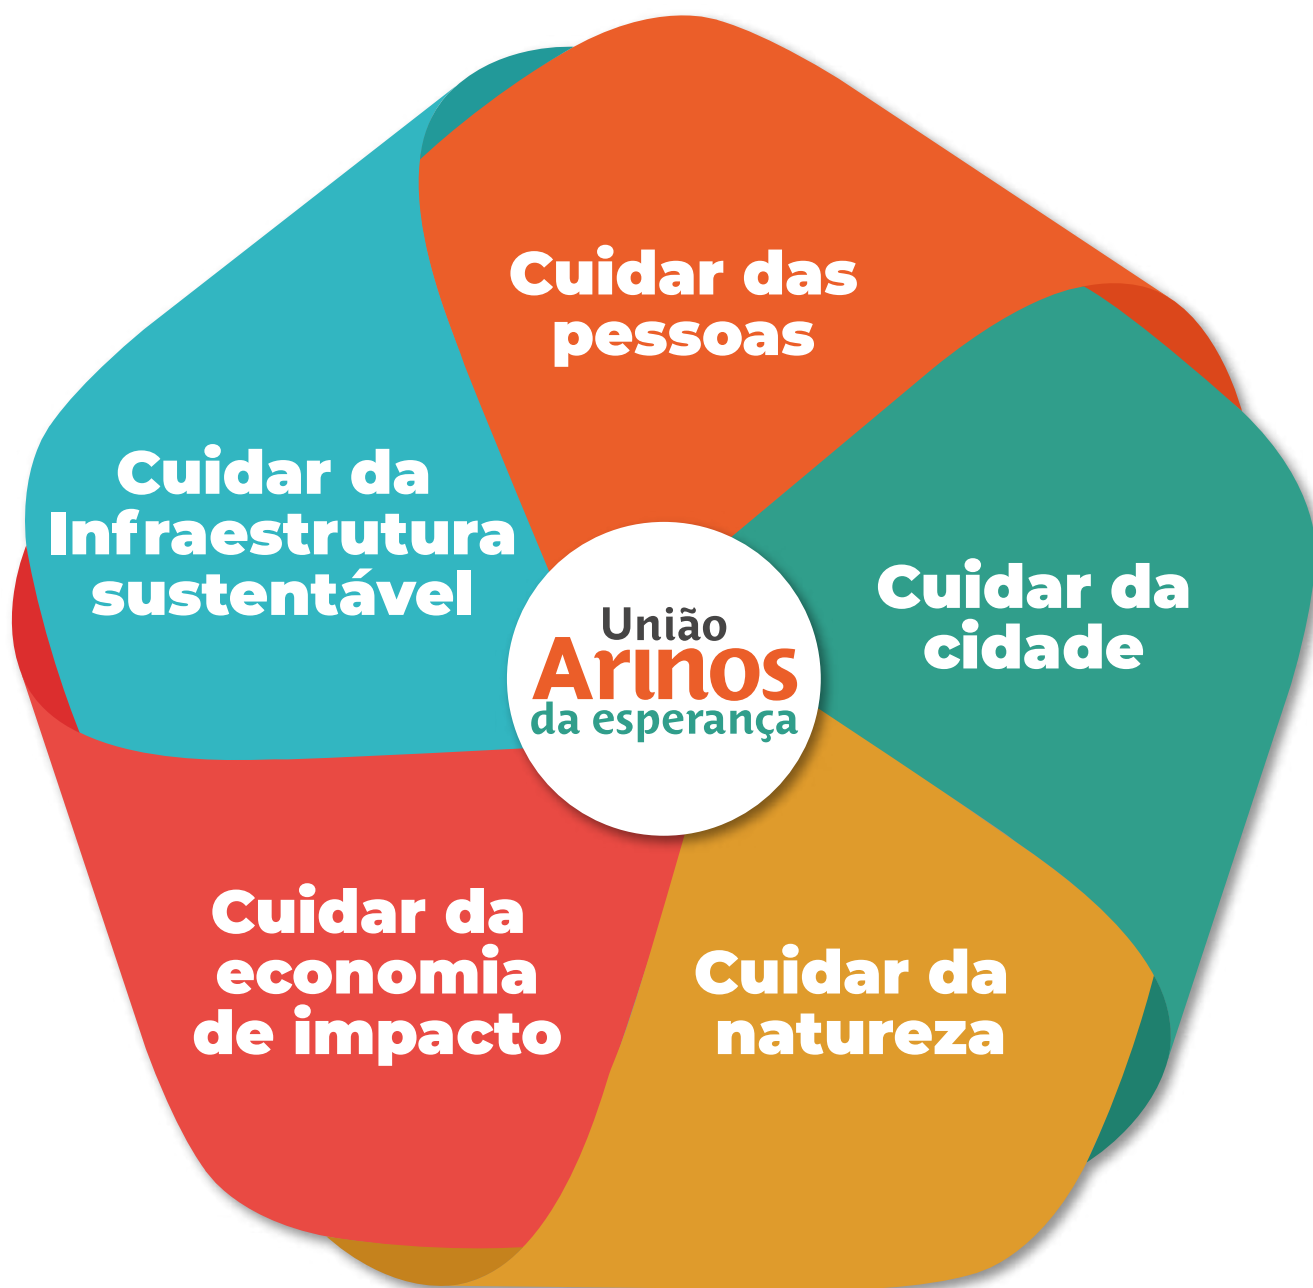 Cuidar das
pessoas
Cuidar da
Infraestrutura
sustentável
Cuidar da
cidade
União
Arinos
da esperança
Cuidar da
economia
de impacto
Cuidar da
natureza